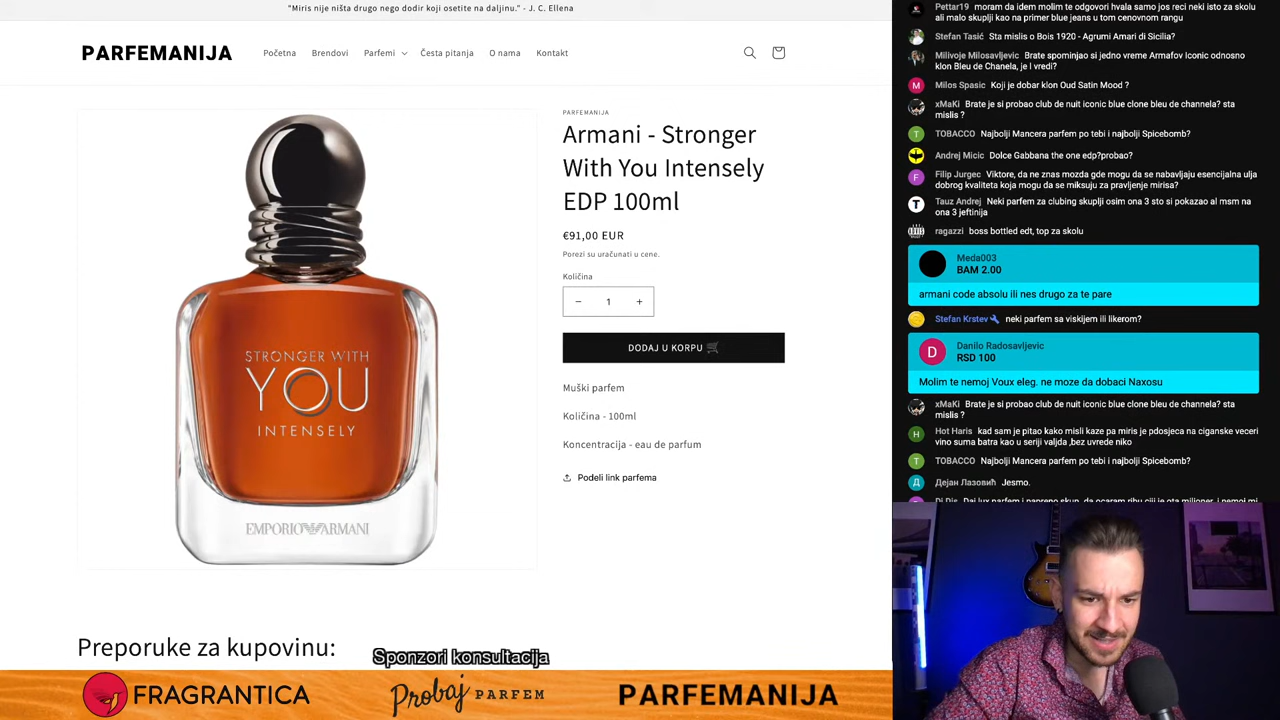 "Miris nije ništa drugo nego dodir koji osetite na daljinu." - J. C. Ellena
PARFEMANIJA
Početna
Brendovi
Parfemi
Česta pitanja
O nama
Kontakt
STRONGER WITH
YOU
INTENSELY
EMPORIO ARMANI
PARFEMANIJA
Armani - Stronger
With You Intensely
EDP 100ml
€91,00 EUR
Porezi su uračunati u cene.
Količina
− 1 +
DODAJ U KORPU
Muški parfem
Količina - 100ml
Koncentracija - eau de parfum
Podeli link parfema
Preporuke za kupovinu:
Sponzori konsultacija
FRAGRANTICA
Probaj PARFEM
PARFEMANIJA
Pettar19 moram da idem molim te odgovori hvala samo jos reci neki isto za skolu
ali malo skuplji kao na primer blue jeans u tom cenovnom rangu
Stefan Tasić Sta mislis o Bois 1920 - Agrumi Amari di Sicilia?
Milivoje Milosavljevic Brate spominjao si jedno vreme Armafov Iconic odnosno
klon Bleu de Chanela, je l vredi?
M Milos Spasic Koji je dobar klon Oud Satin Mood ?
xMaKi Brate je si probao club de nuit iconic blue clone bleu de channela? sta
mislis ?
T TOBACCO Najbolji Mancera parfem po tebi i najbolji Spicebomb?
Andrej Micic Dolce Gabbana the one edp?probao?
F Filip Jurgec Viktore, da ne znas mozda gde mogu da se nabavljaju esencijalna ulja
dobrog kvaliteta koja mogu da se miksuju za pravljenje mirisa?
T Tauz Andrej Neki parfem za clubing skuplji osim ona 3 sto si pokazao al msm na
ona 3 jeftinija
ragazzi boss bottled edt, top za skolu
Meda003
BAM 2.00
armani code absolu ili nes drugo za te pare
Stefan Krstev neki parfem sa viskijem ili likerom?
D Danilo Radosavljevic
RSD 100
Molim te nemoj Voux eleg. ne moze da dobaci Naxosu
xMaKi Brate je si probao club de nuit iconic blue clone bleu de channela? sta
mislis ?
H Hot Haris kad sam je pitao kako misli kaze pa miris je pdosjeca na ciganske veceri
vino suma batra kao u seriji valjda ,bez uvrede niko
T TOBACCO Najbolji Mancera parfem po tebi i najbolji Spicebomb?
Д Дејан Лазовић Jesmo.